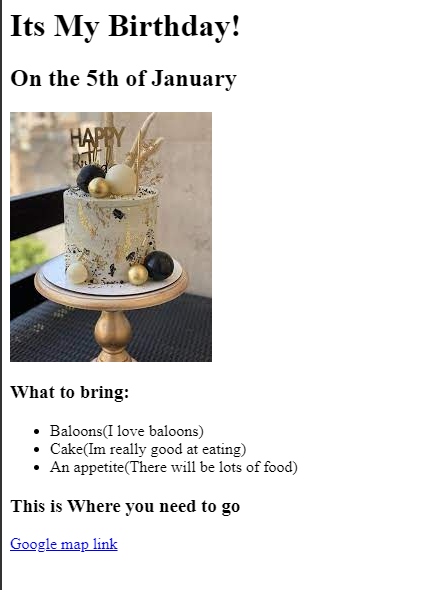 Its My Birthday!
On the 5th of January
HAPPY
What to bring:
Baloons(I love baloons)
Cake(Im really good at eating)
An appetite(There will be lots of food)
This is Where you need to go
Google map link